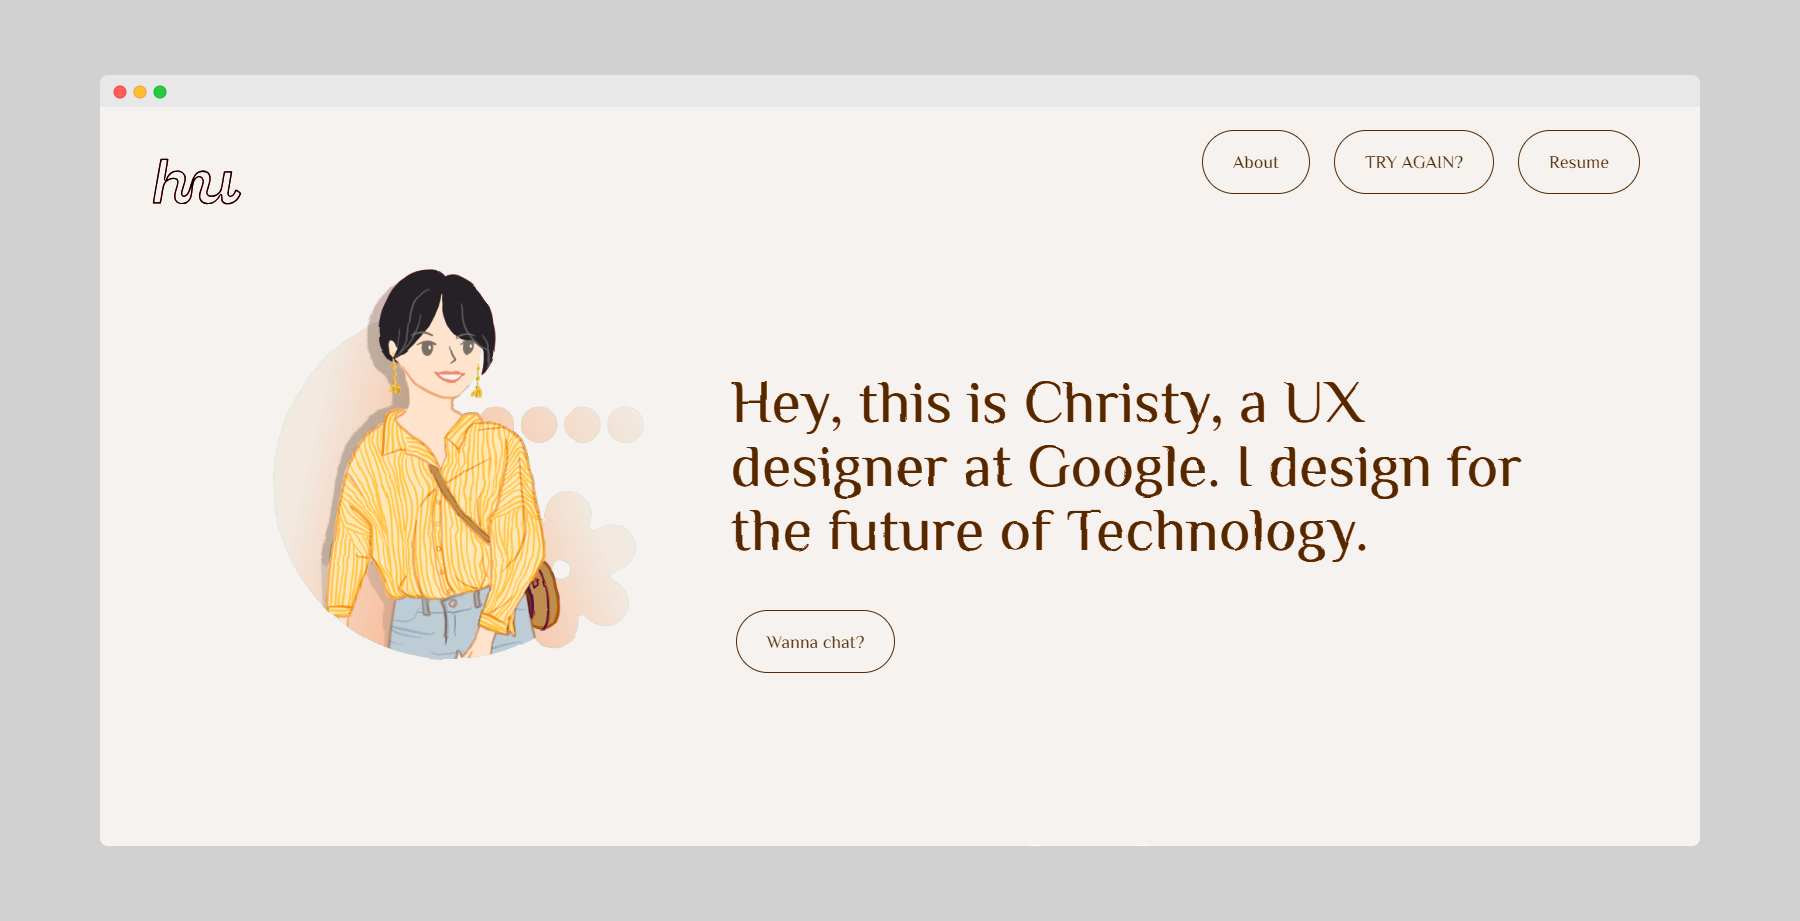 hnu
About
TRY AGAIN?
Resume
Hey, this is Christy, a UX
designer at Google. I design for
the future of Technology.
Wanna chat?